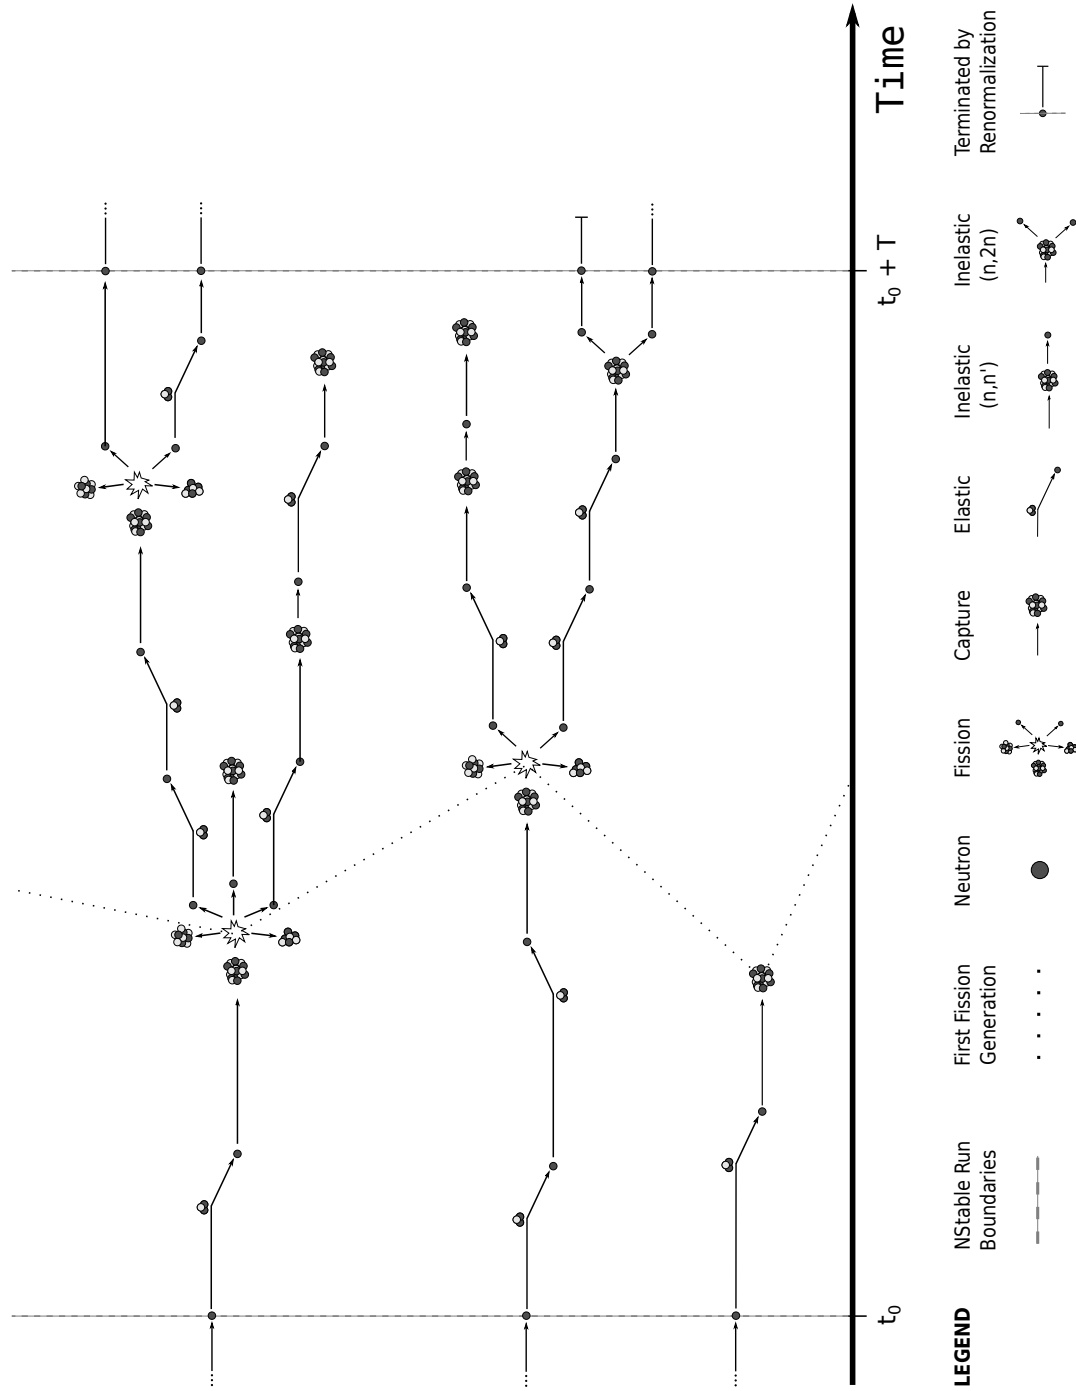 t₀
t₀ + T
Time
LEGEND
NStable Run
Boundaries
First Fission
Generation
Neutron
Fission
Capture
Elastic
Inelastic
(n,n')
Inelastic
(n,2n)
Terminated by
Renormalization